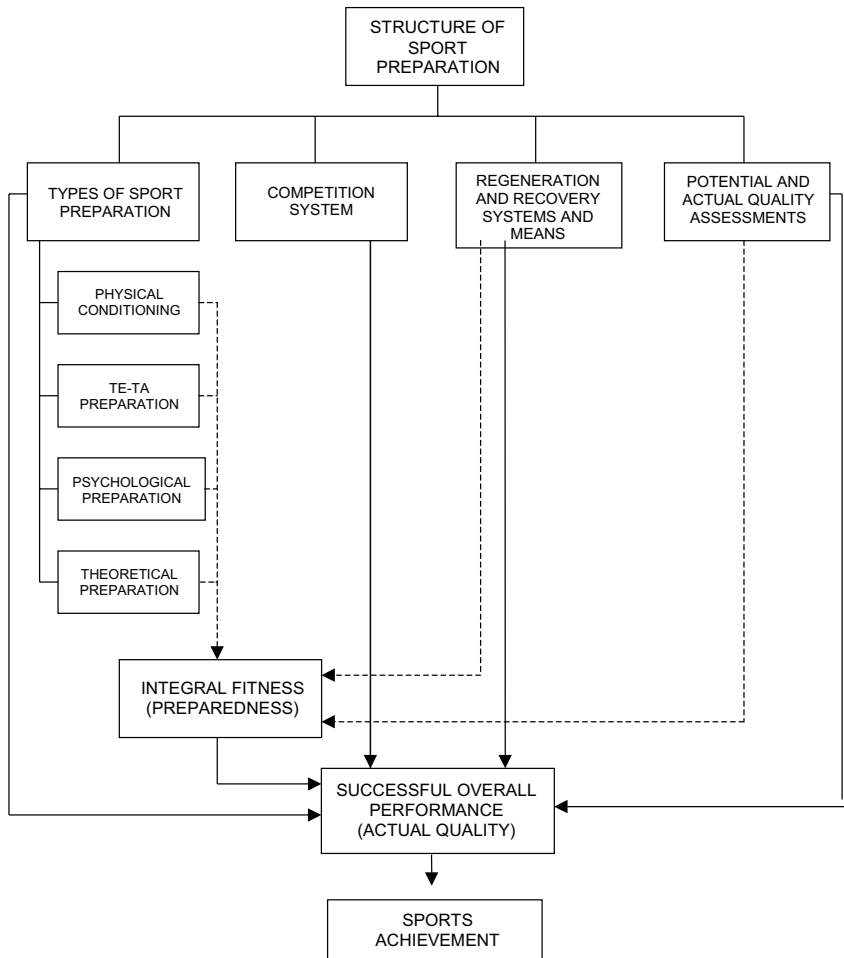 STRUCTURE OF
SPORT
PREPARATION
TYPES OF SPORT
PREPARATION
COMPETITION
SYSTEM
REGENERATION
AND RECOVERY
SYSTEMS AND
MEANS
POTENTIAL AND
ACTUAL QUALITY
ASSESSMENTS
PHYSICAL
CONDITIONING
TE-TA
PREPARATION
PSYCHOLOGICAL
PREPARATION
THEORETICAL
PREPARATION
INTEGRAL FITNESS
(PREPAREDNESS)
SUCCESSFUL OVERALL
PERFORMANCE
(ACTUAL QUALITY)
SPORTS
ACHIEVEMENT